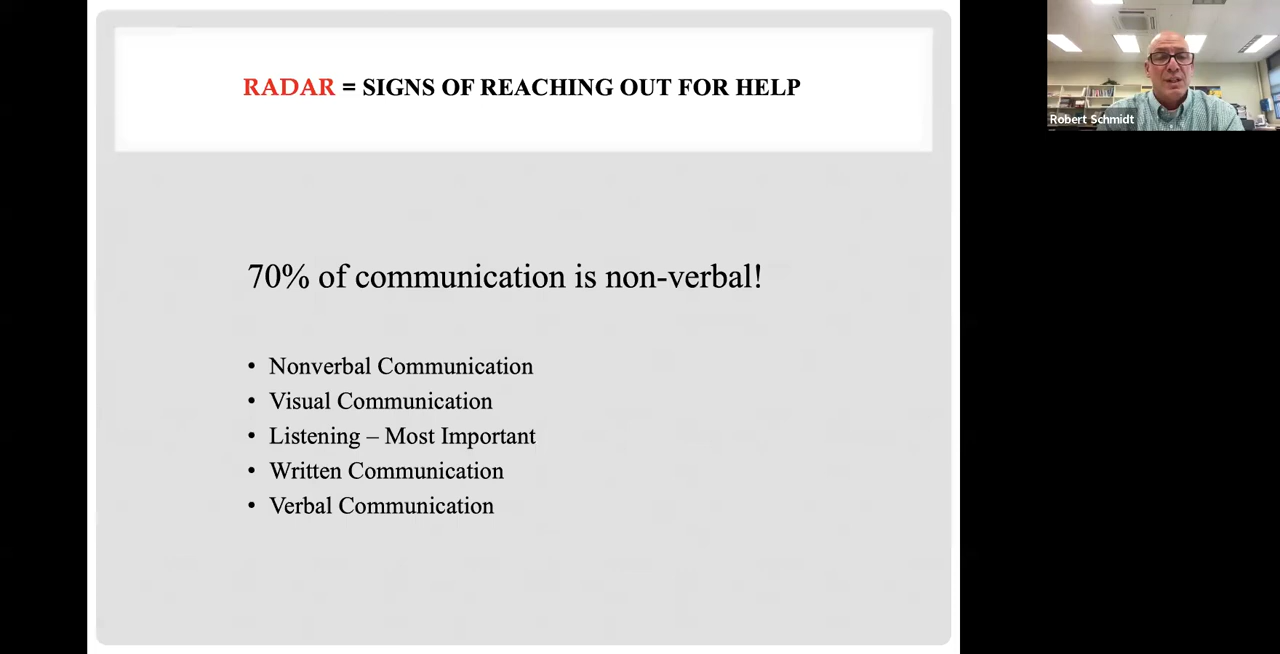 RADAR = SIGNS OF REACHING OUT FOR HELP
70% of communication is non-verbal!
• Nonverbal Communication
• Visual Communication
• Listening – Most Important
• Written Communication
• Verbal Communication
Robert Schmidt